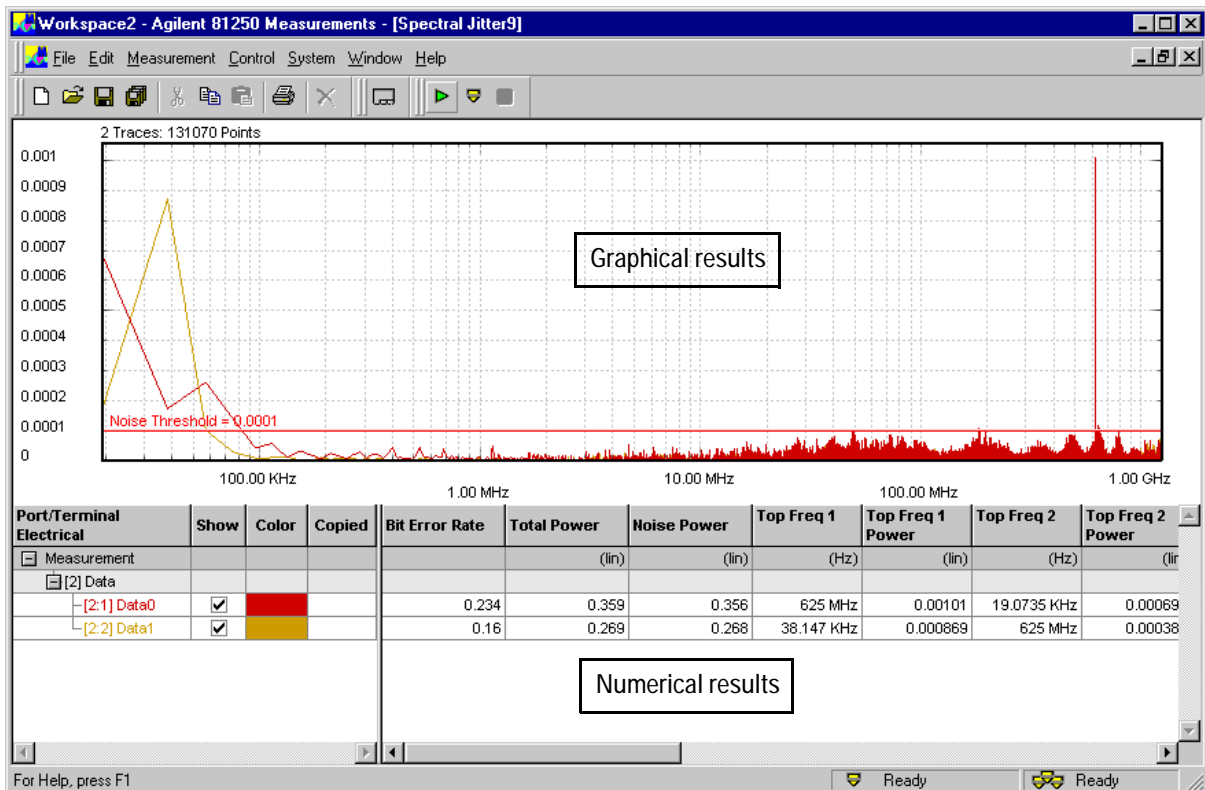 Workspace2 - Agilent 81250 Measurements - [Spectral Jitter9]
File Edit Measurement Control System Window Help
2 Traces: 131070 Points
0.001
0.0009
0.0008
0.0007
0.0006
0.0005
0.0004
0.0003
0.0002
0.0001
0
Graphical results
Noise Threshold = 0.0001
100.00 KHz
1.00 MHz
10.00 MHz
100.00 MHz
1.00 GHz
Port/Terminal Electrical Show Color Copied Bit Error Rate Total Power Noise Power Top Freq 1 Top Freq 1 Power Top Freq 2 Top Freq 2 Power
Measurement (lin) (lin) (Hz) (lin) (Hz) (lin
[2] Data
[2:1] Data0 0.234 0.359 0.356 625 MHz 0.00101 19.0735 KHz 0.00069
[2:2] Data1 0.16 0.269 0.268 38.147 KHz 0.000869 625 MHz 0.00038
Numerical results
For Help, press F1 Ready Ready